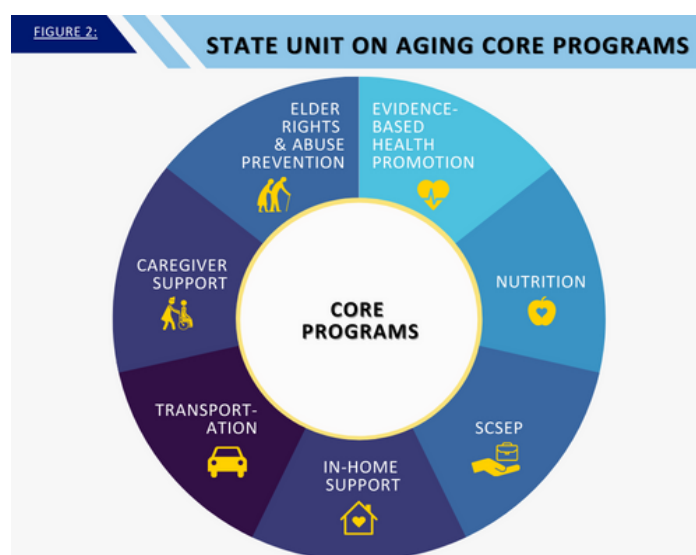 FIGURE 2:
STATE UNIT ON AGING CORE PROGRAMS
ELDER
RIGHTS
& ABUSE
PREVENTION
EVIDENCE-
BASED
HEALTH
PROMOTION
CAREGIVER
SUPPORT
NUTRITION
CORE
PROGRAMS
TRANSPORT-
ATION
SCSEP
IN-HOME
SUPPORT